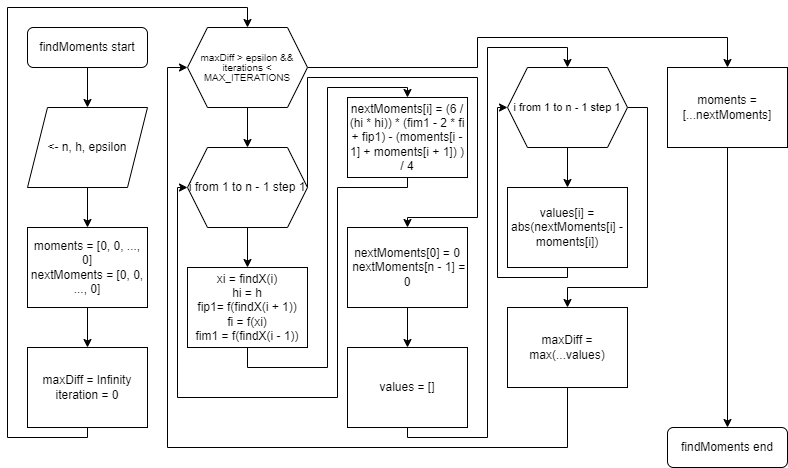 findMoments start
<- n, h, epsilon
moments = [0, 0, ...,
0]
nextMoments = [0, 0,
..., 0]
maxDiff = Infinity
iteration = 0
maxDiff > epsilon &&
iterations <
MAX_ITERATIONS
i from 1 to n - 1 step 1
xi = findX(i)
hi = h
fip1= f(findX(i + 1))
fi = f(xi)
fim1 = f(findX(i - 1))
nextMoments[i] = (6 /
(hi * hi)) * (fim1 - 2 * fi
+ fip1) - (moments[i -
1] + moments[i + 1]) )
/ 4
nextMoments[0] = 0
nextMoments[n - 1] =
0
values = []
i from 1 to n - 1 step 1
values[i] =
abs(nextMoments[i] -
moments[i])
maxDiff =
max(...values)
moments =
[...nextMoments]
findMoments end